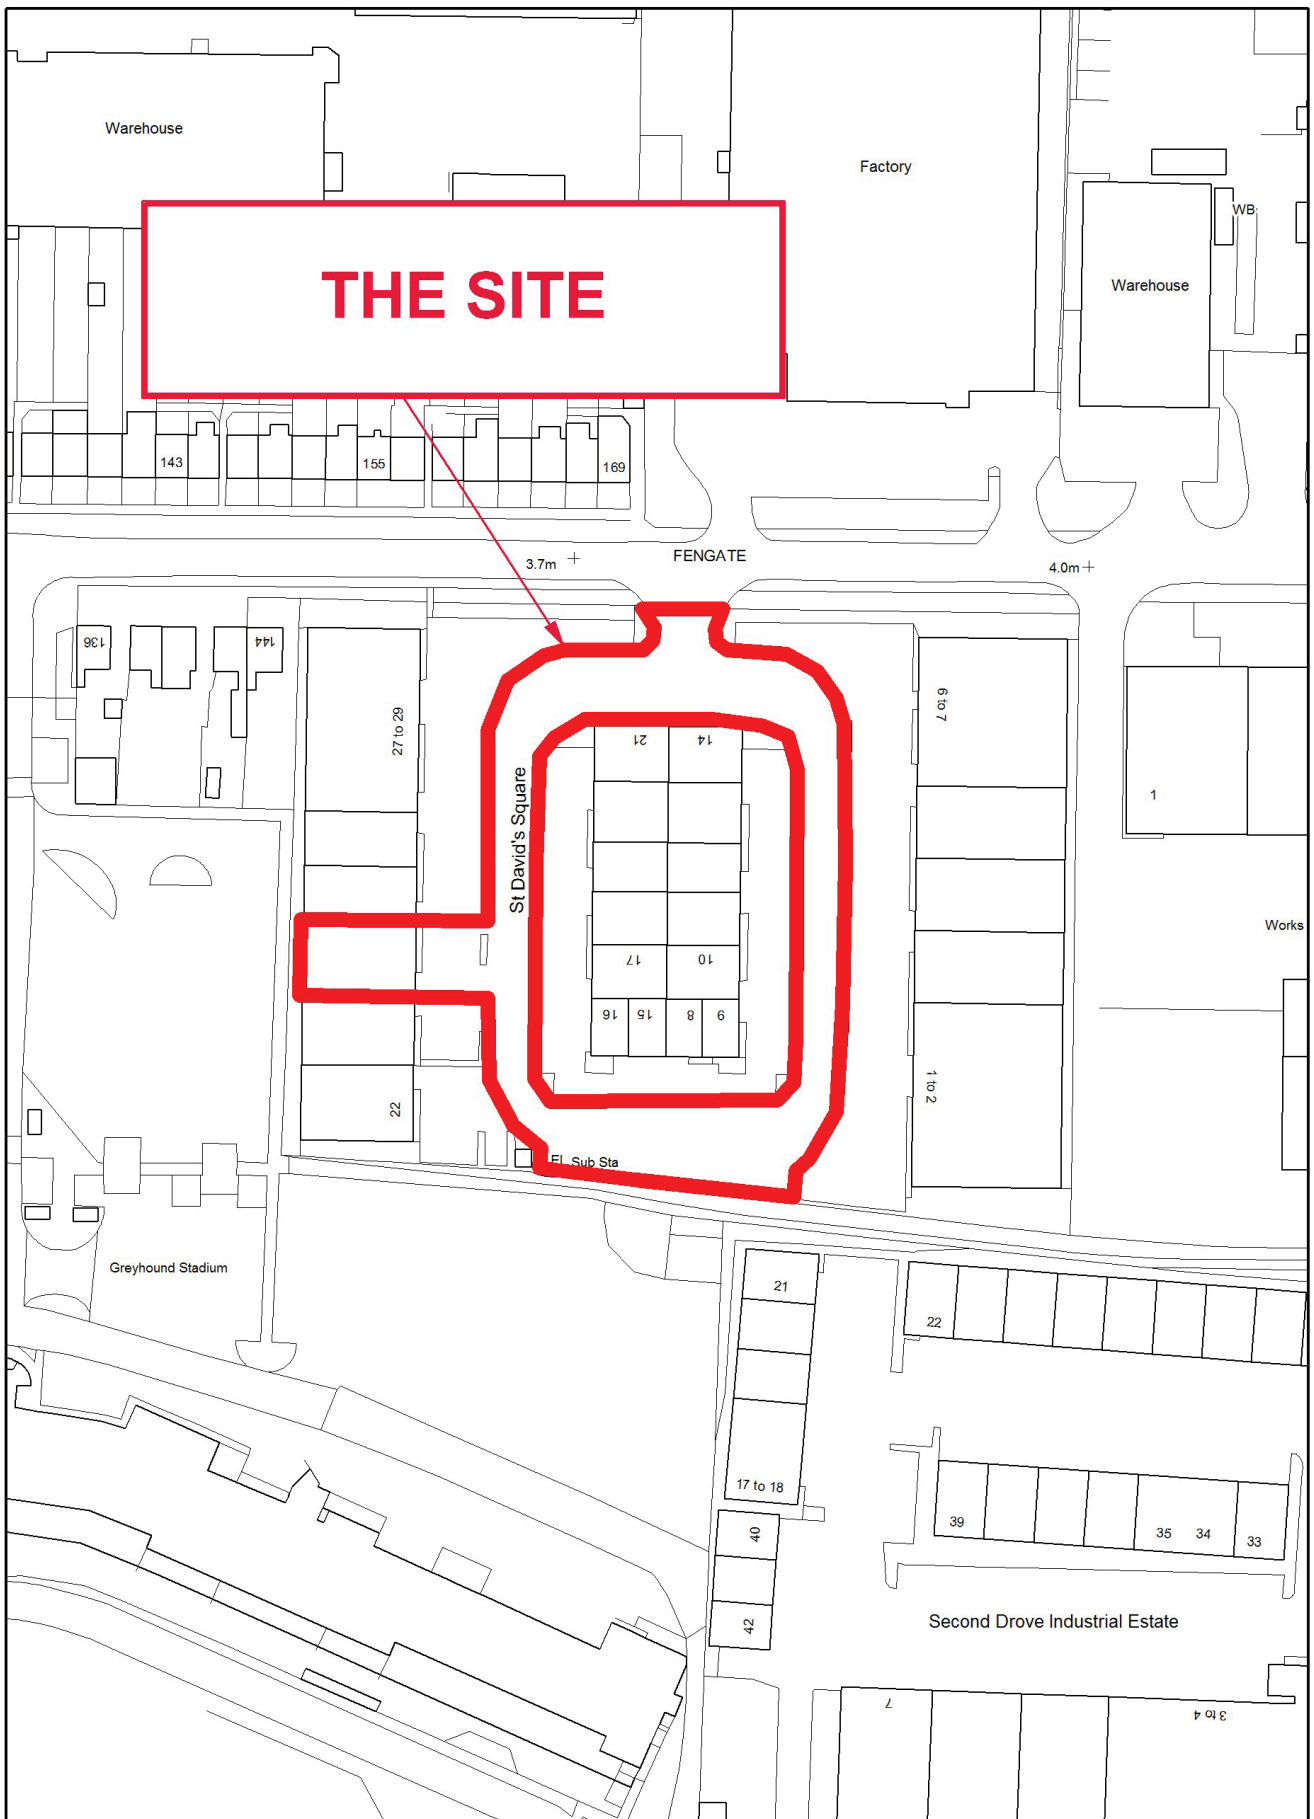 Warehouse
Factory
WB
THE SITE
Warehouse
143
155
169
FENGATE
3.7m
4.0m
136
144
27 to 29
21
14
6 to 7
St David's Square
1
Works
17
10
16
15
8
9
22
1 to 2
El Sub Sta
Greyhound Stadium
21
22
17 to 18
39
35
34
33
40
42
Second Drove Industrial Estate
7
3 to 4